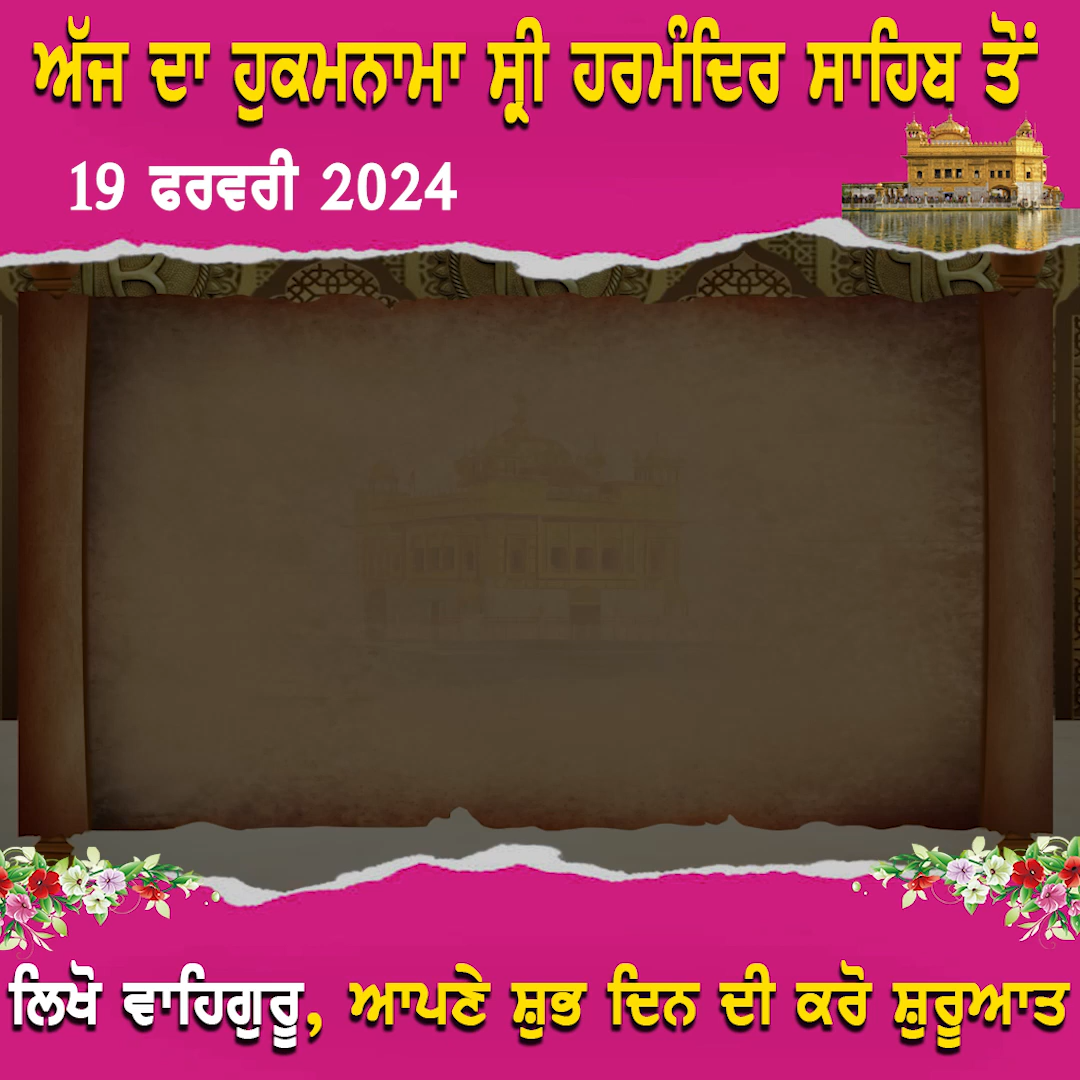 ਅੱਜ ਦਾ ਹੁਕਮਨਾਮਾ ਸ੍ਰੀ ਹਰਮੰਦਿਰ ਸਾਹਿਬ ਤੋਂ
19 ਫਰਵਰੀ 2024
ਲਿਖੋ ਵਾਹਿਗੁਰੂ, ਆਪਣੇ ਸ਼ੁਭ ਦਿਨ ਦੀ ਕਰੋ ਸ਼ੁਰੂਆਤ